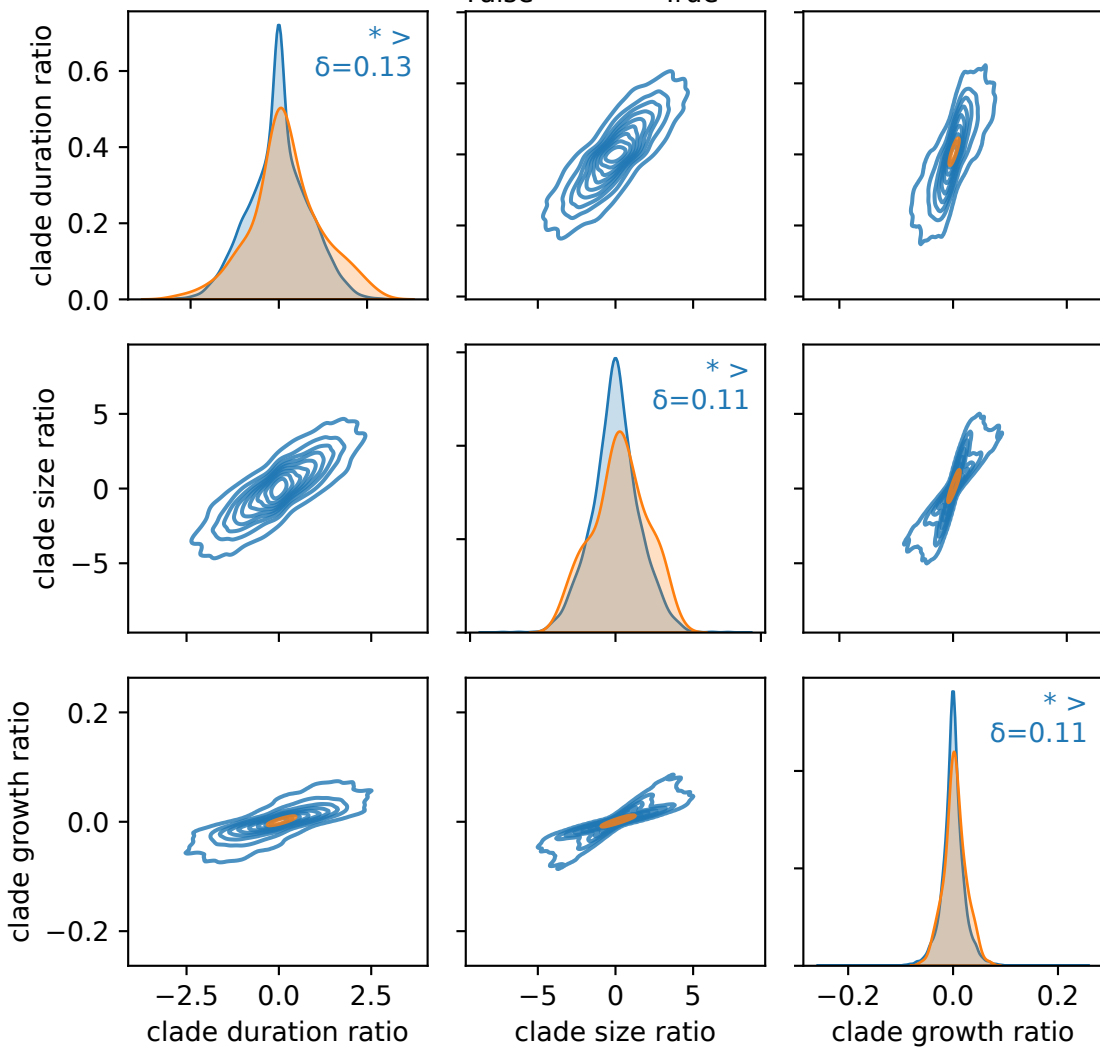 * >
δ=0.13
clade duration ratio
0.6
0.4
0.2
0.0
* >
δ=0.11
clade size ratio
5
0
−5
* >
δ=0.11
clade growth ratio
0.2
0.0
−0.2
−2.5 0.0 2.5 −5 0 5 −0.2 0.0 0.2
clade duration ratio clade size ratio clade growth ratio